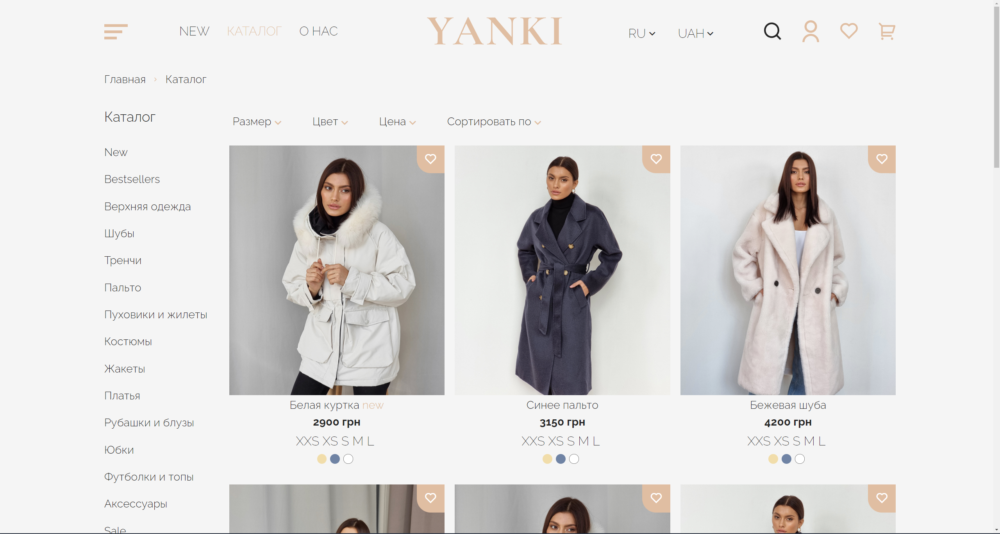 NEW КАТАЛОГ О НАС YANKI RU UAH
Главная › Каталог
Каталог
Размер Цвет Цена Сортировать по
New
Bestsellers
Верхняя одежда
Шубы
Тренчи
Пальто
Пуховики и жилеты
Костюмы
Жакеты
Платья
Рубашки и блузы
Юбки
Футболки и топы
Аксессуары
Sale
Белая куртка new
2900 грн
XXS XS S M L
Синее пальто
3150 грн
XXS XS S M L
Бежевая шуба
4200 грн
XXS XS S M L